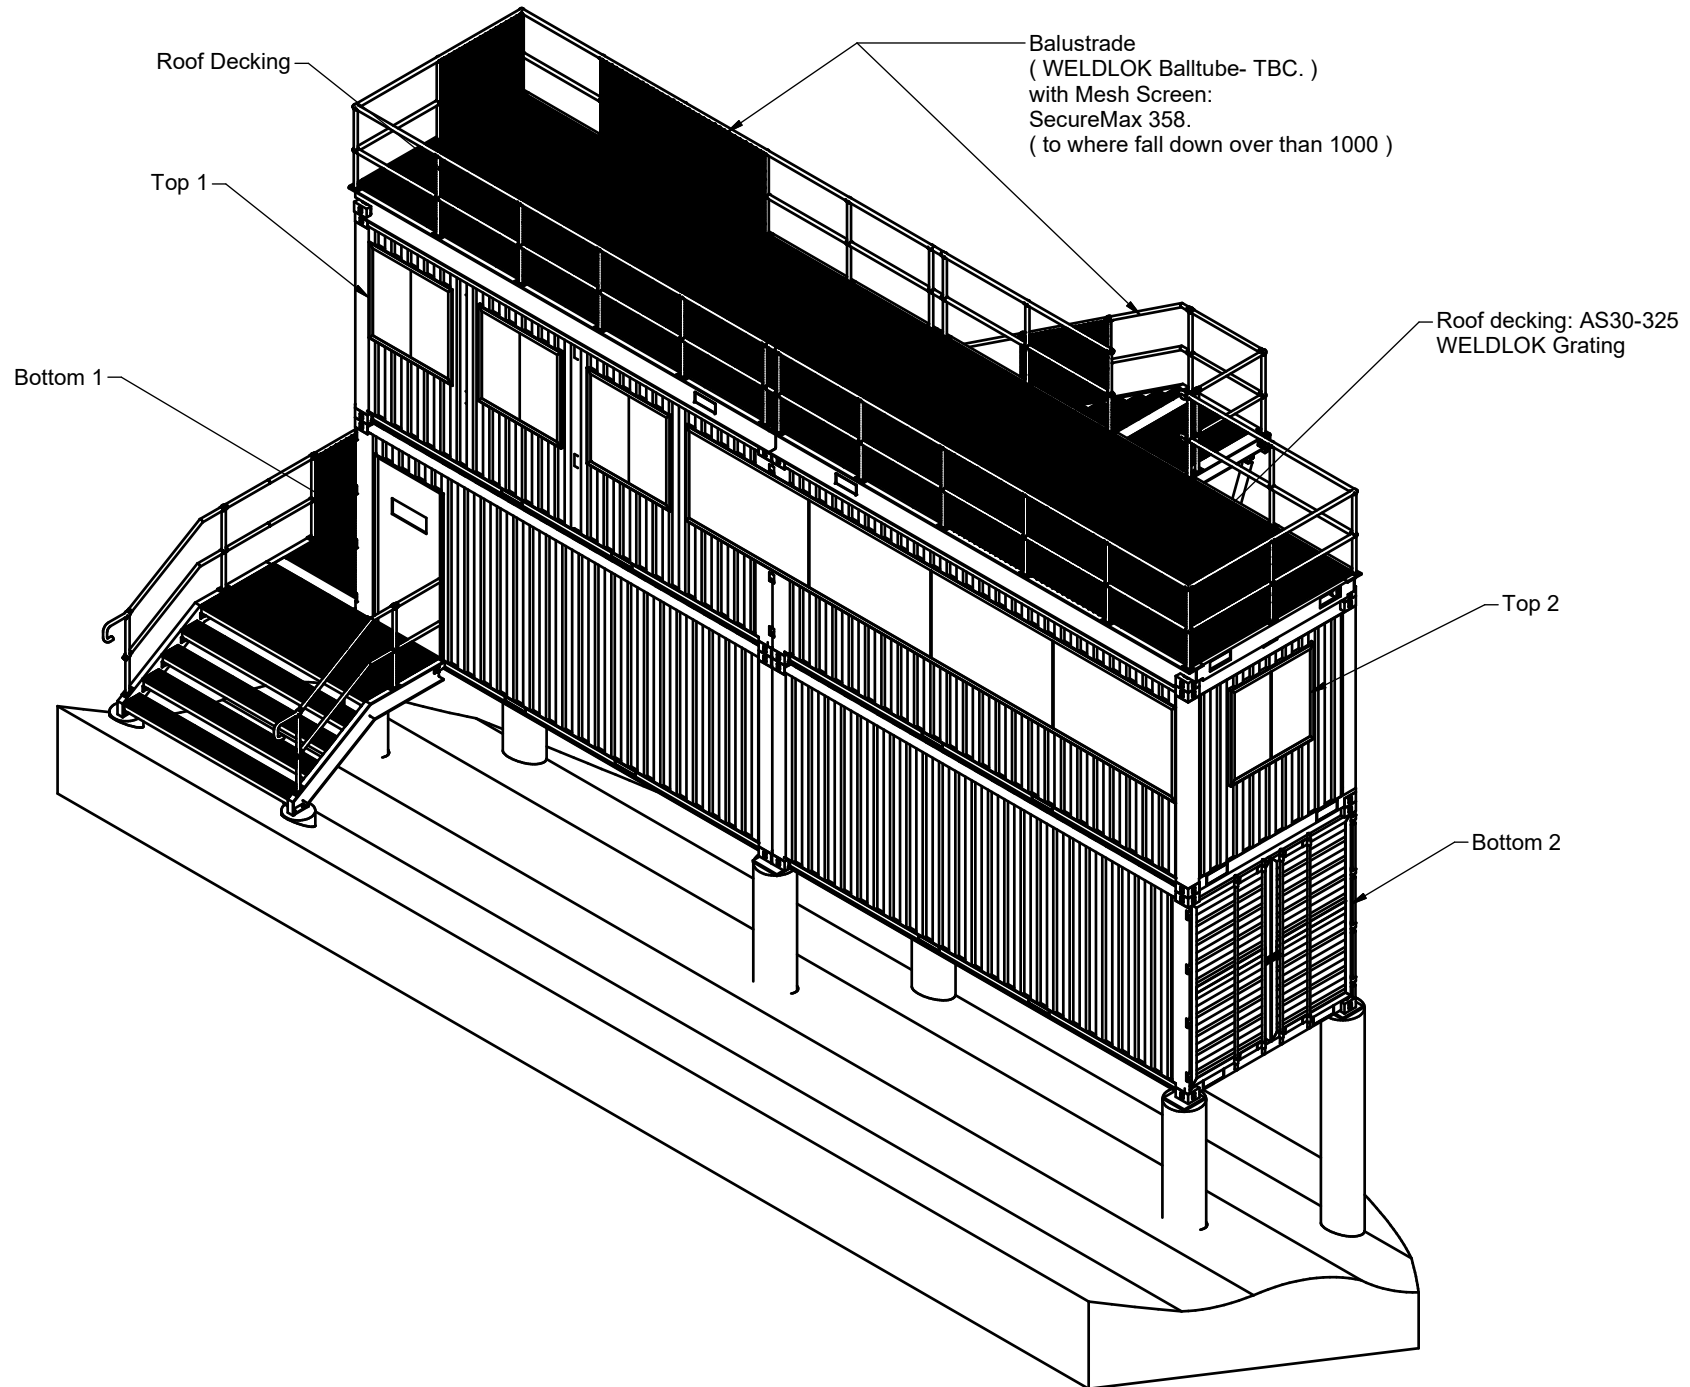 Roof Decking
Balustrade
( WELDLOK Balltube- TBC. )
with Mesh Screen:
SecureMax 358.
( to where fall down over than 1000 )
Top 1
Roof decking: AS30-325
WELDLOK Grating
Bottom 1
Top 2
Bottom 2